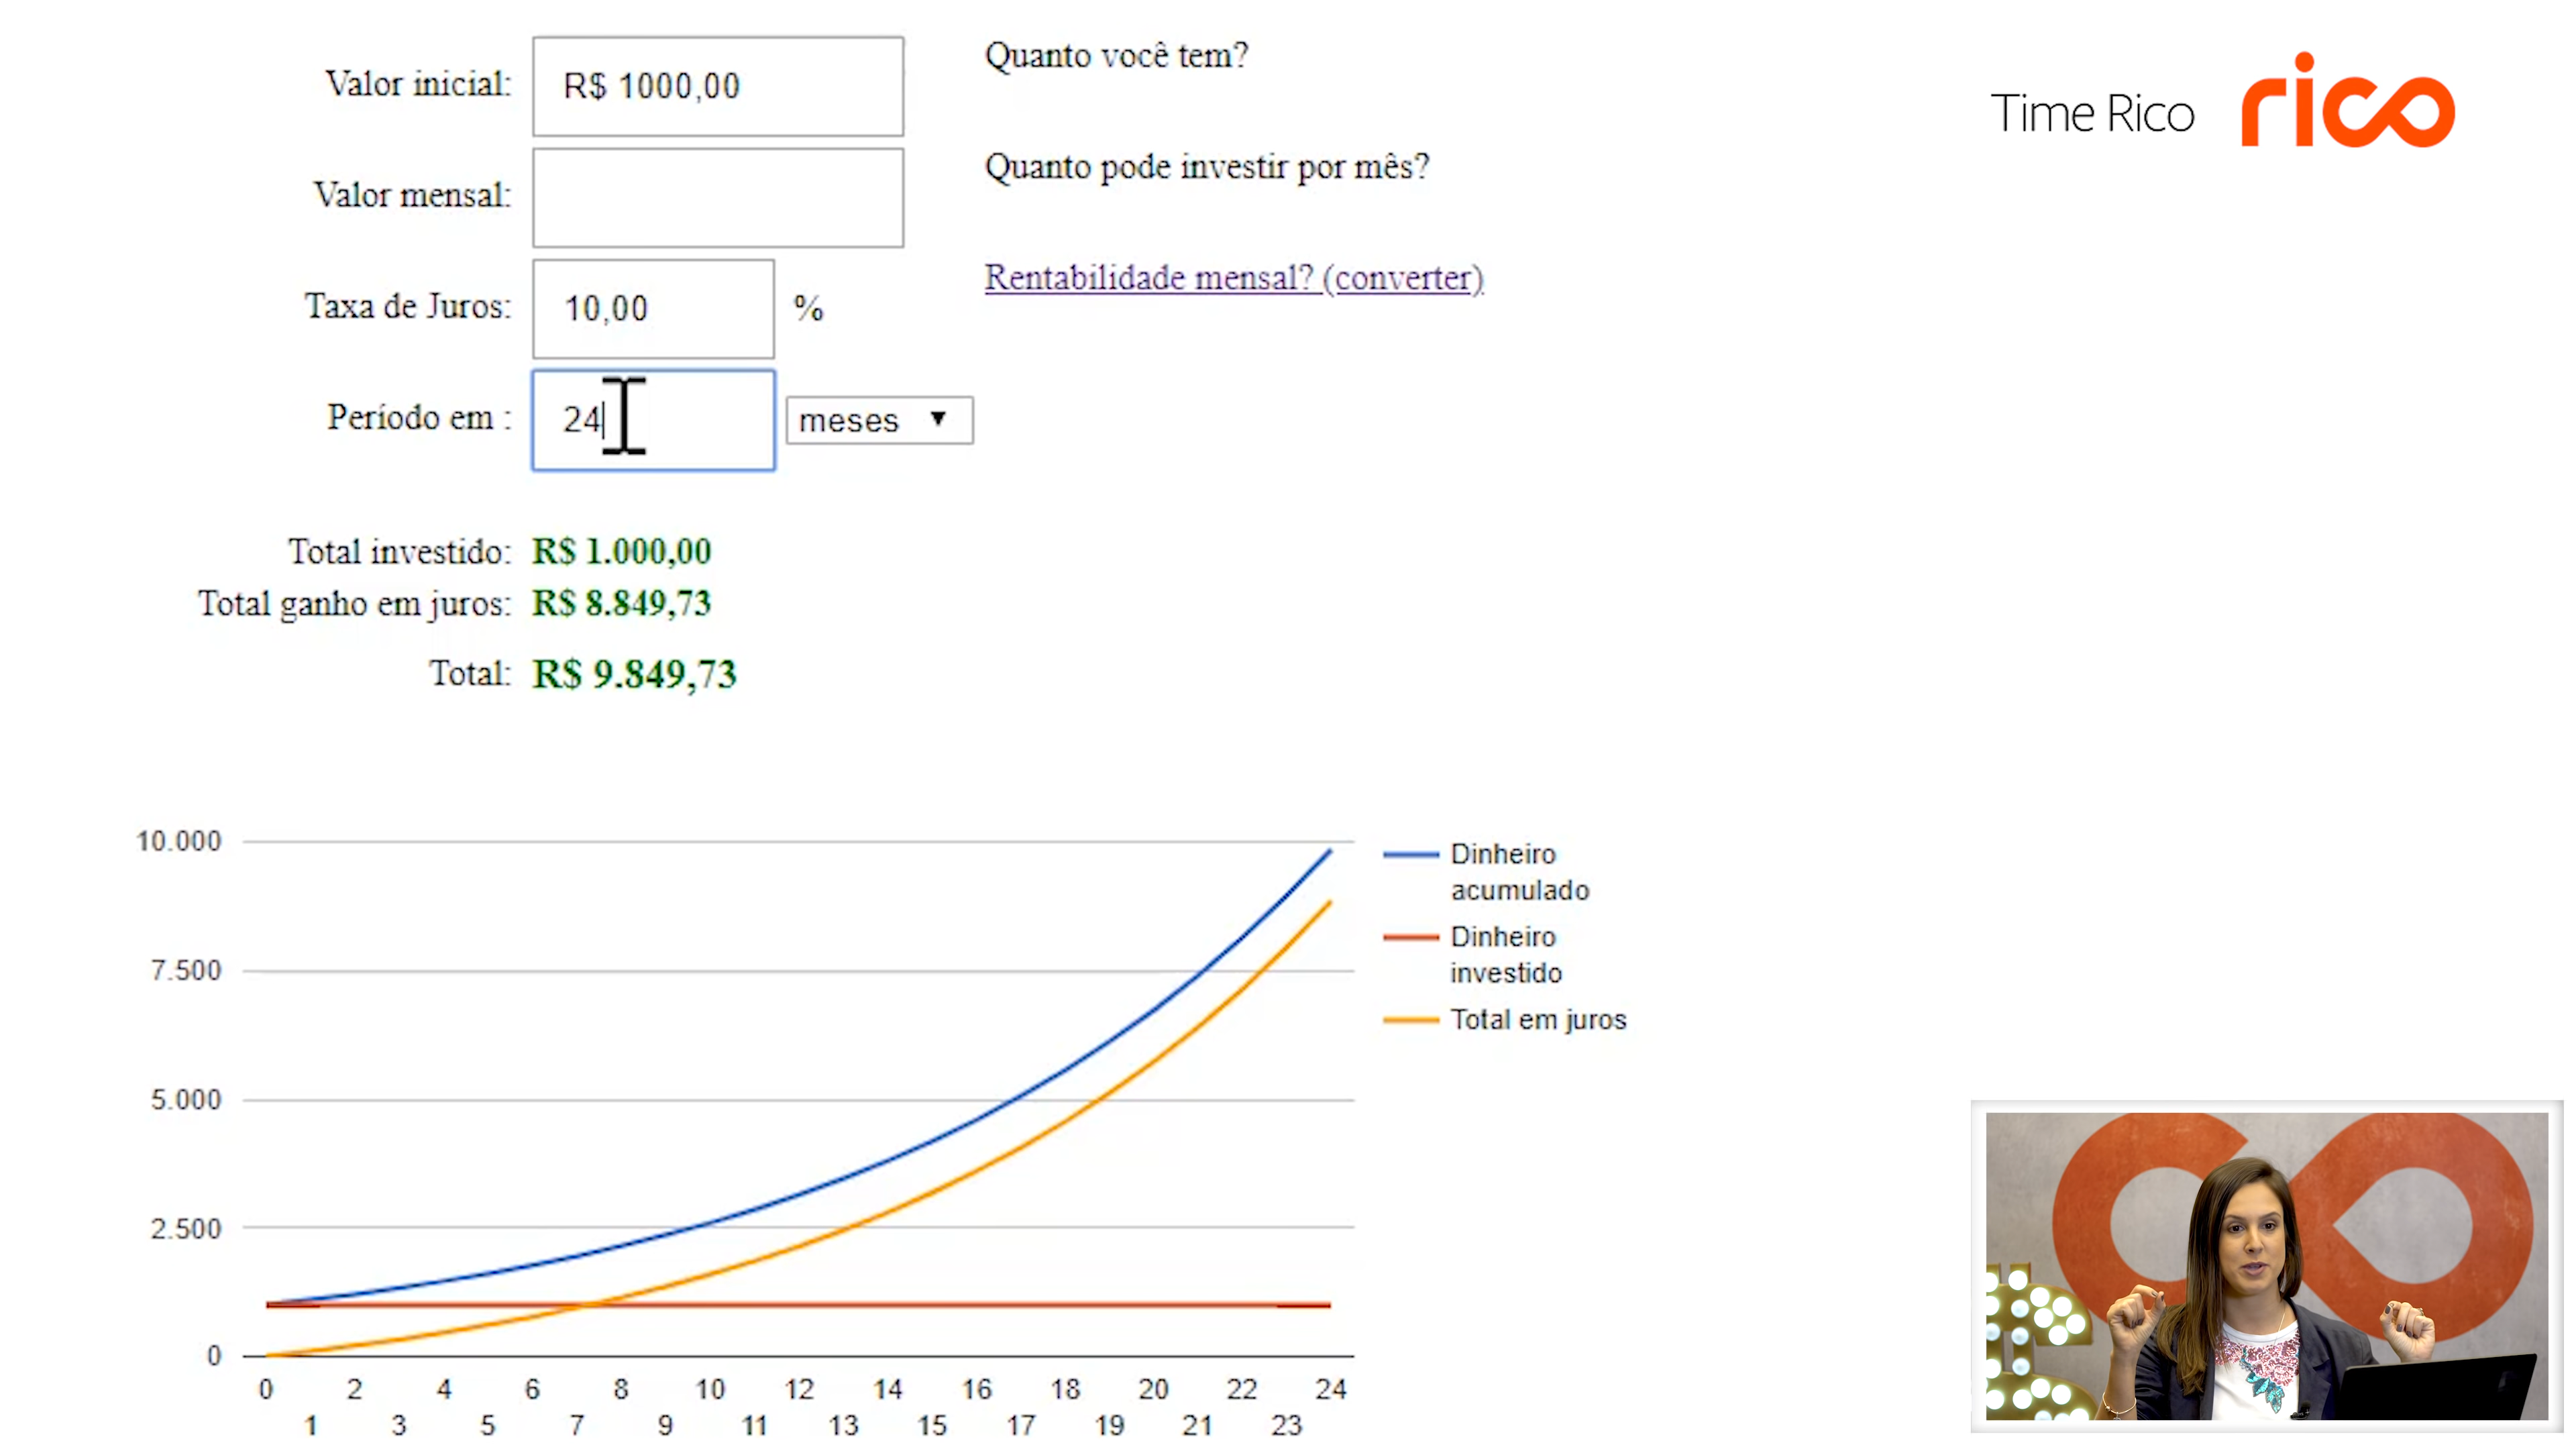 Valor inicial: R$ 1000,00 Quanto você tem?
Time Rico rico
Valor mensal: Quanto pode investir por mês?
Taxa de Juros: 10,00 % Rentabilidade mensal? (converter)
Período em : 24 meses
Total investido: R$ 1.000,00
Total ganho em juros: R$ 8.849,73
Total: R$ 9.849,73
10.000
7.500
5.000
2.500
0
0 2 4 6 8 10 12 14 16 18 20 22 24
1 3 5 7 9 11 13 15 17 19 21 23
Dinheiro
acumulado
Dinheiro
investido
Total em juros